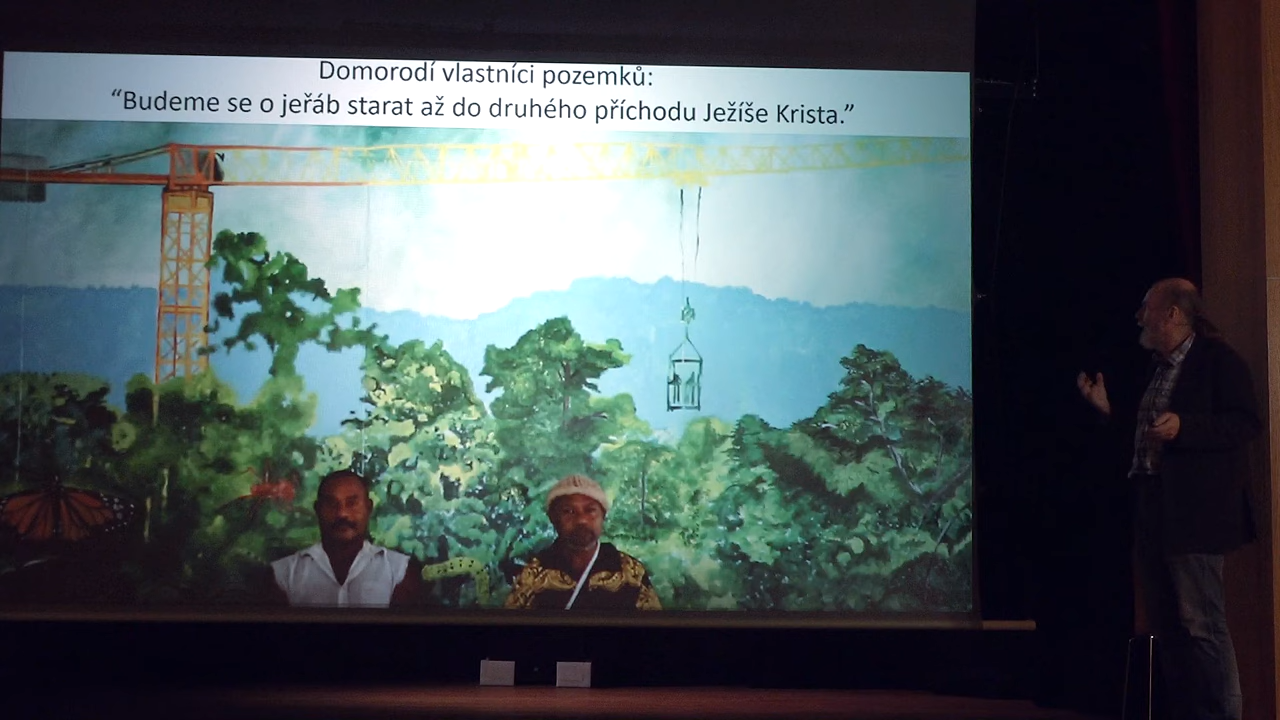 Domorodí vlastníci pozemků:
“Budeme se o jeřáb starat až do druhého příchodu Ježíše Krista.”